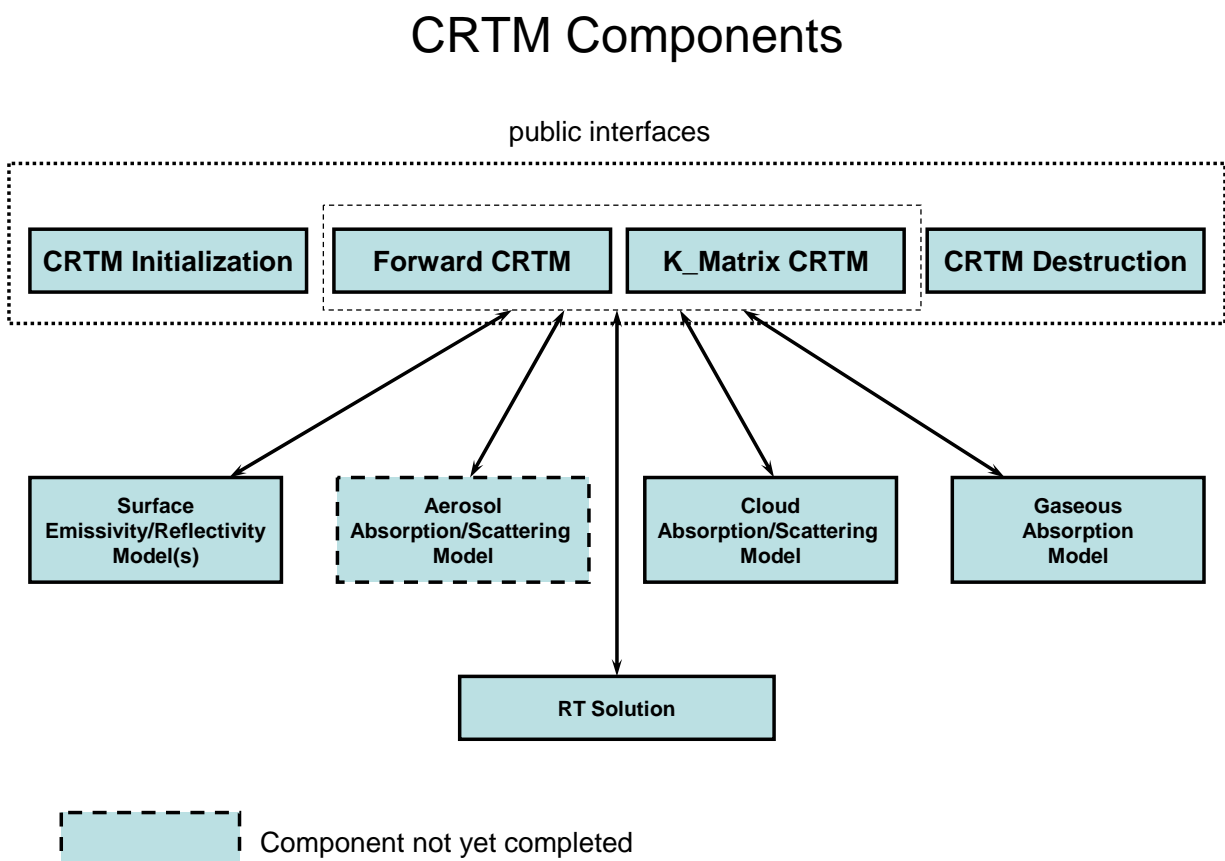 CRTM Components
public interfaces
CRTM Initialization
Forward CRTM
K_Matrix CRTM
CRTM Destruction
Surface
Emissivity/Reflectivity
Model(s)
Aerosol
Absorption/Scattering
Model
Cloud
Absorption/Scattering
Model
Gaseous
Absorption
Model
RT Solution
Component not yet completed